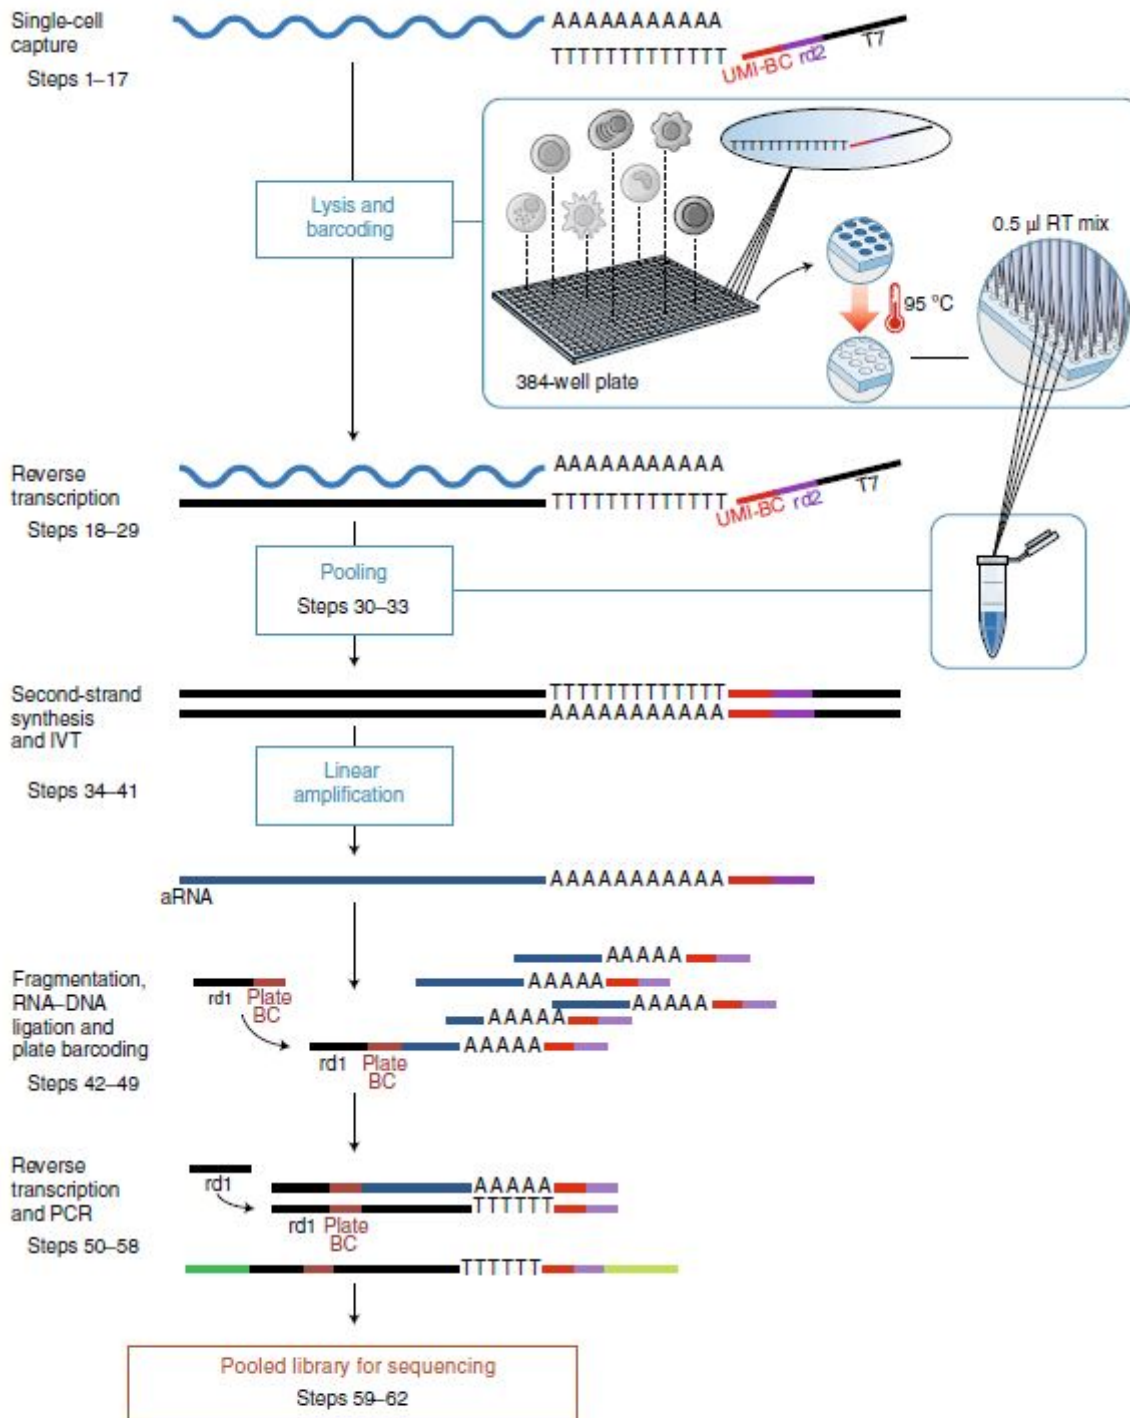 Single-cell
capture
Steps 1–17
AAAAAAAAAAA
TTTTTTTTTTTTT
UMI-BC rd2 T7
Lysis and
barcoding
TTTTTTTTTTTTT
0.5 µl RT mix
95 °C
384-well plate
Reverse
transcription
Steps 18–29
AAAAAAAAAAA
TTTTTTTTTTTTT
UMI-BC rd2 T7
Pooling
Steps 30–33
Second-strand
synthesis
and IVT
Steps 34–41
TTTTTTTTTTTTT
AAAAAAAAAAA
Linear
amplification
AAAAAAAAAAA
aRNA
Fragmentation,
RNA–DNA
ligation and
plate barcoding
Steps 42–49
rd1 Plate
BC
AAAAA
AAAAA
AAAAA
AAAAA
AAAAA
rd1 Plate
BC
Reverse
transcription
and PCR
Steps 50–58
rd1
AAAAA
TTTTTT
rd1 Plate
BC
TTTTTT
Pooled library for sequencing
Steps 59–62